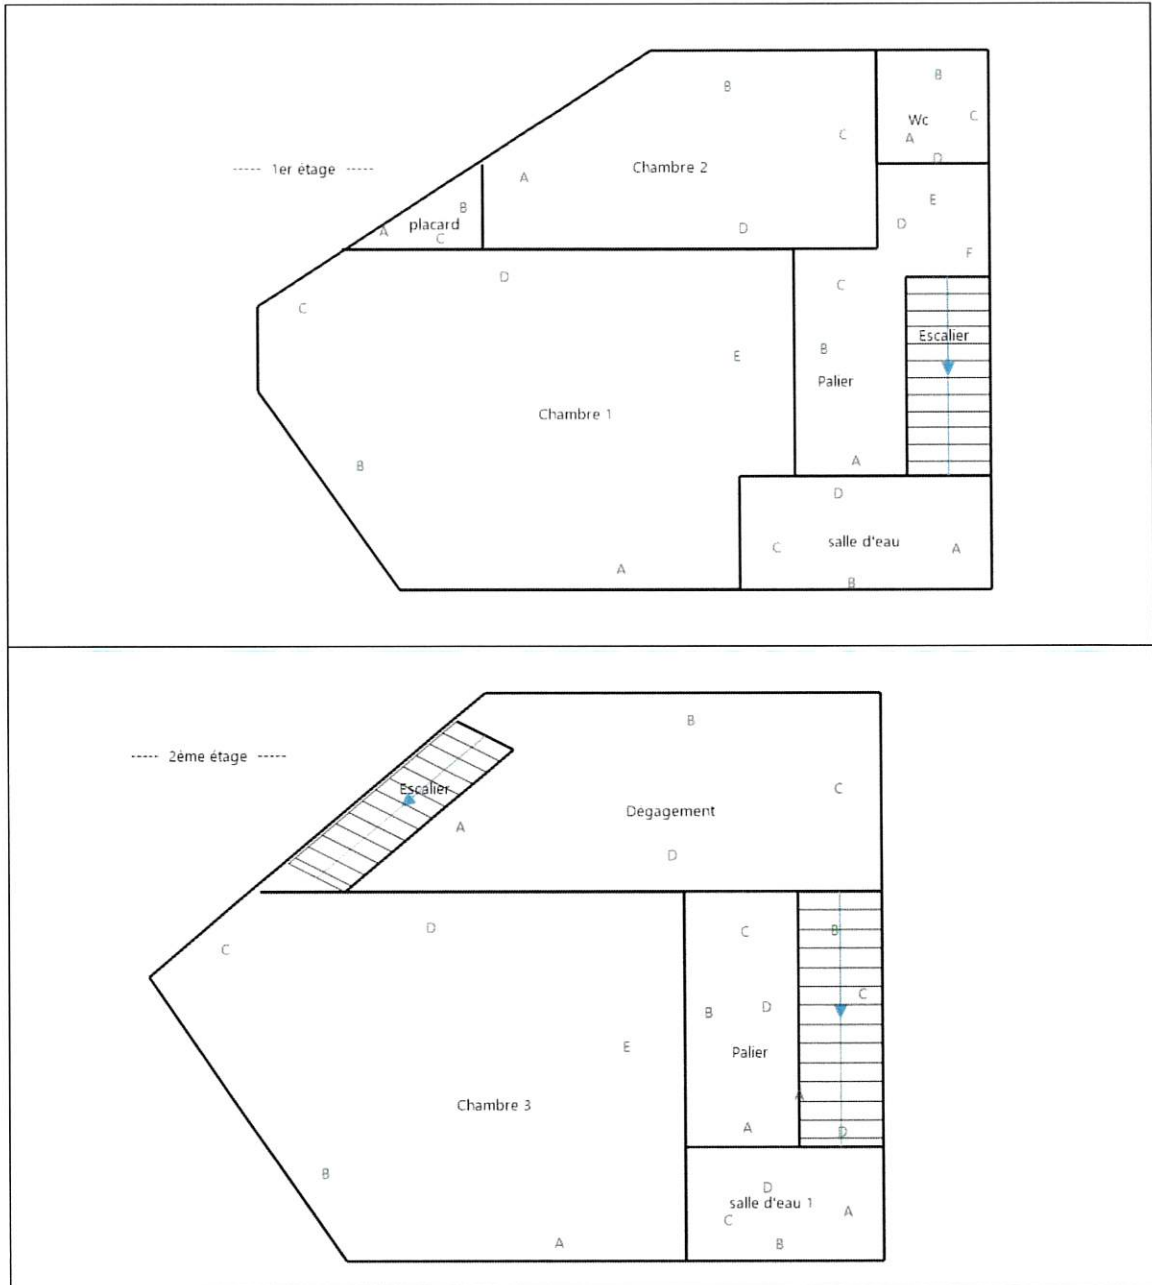 B
Wc
C
A
D
---- 1er étage ----
B
C
Chambre 2
A
D
placard
B
A
C
E
D
F
C
B
Palier
A
Escalier
D
C
E
Chambre 1
B
A
D
salle d'eau
C
A
B
---- 2ème étage ----
B
Escalier
C
Dégagement
A
D
D
C
E
Chambre 3
B
A
C
B
D
Palier
A
B
C
A
D
D
salle d'eau 1
C
A
B